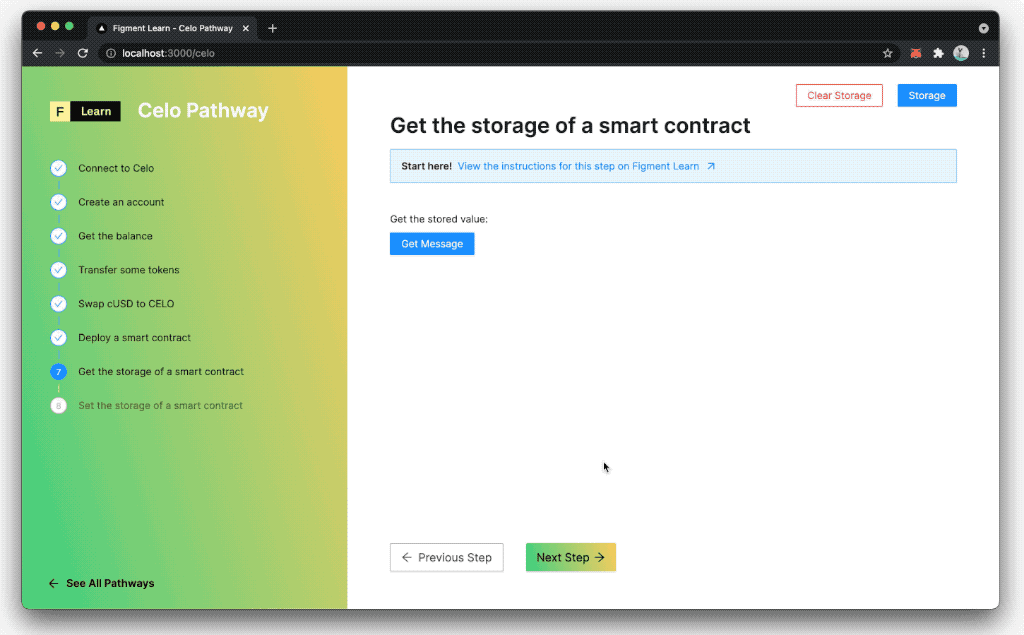 Figment Learn - Celo Pathway
localhost:3000/celo
F Learn
Celo Pathway
Connect to Celo
Create an account
Get the balance
Transfer some tokens
Swap cUSD to CELO
Deploy a smart contract
7 Get the storage of a smart contract
8 Set the storage of a smart contract
← See All Pathways
Clear Storage
Storage
Get the storage of a smart contract
Start here! View the instructions for this step on Figment Learn
Get the stored value:
Get Message
← Previous Step
Next Step →